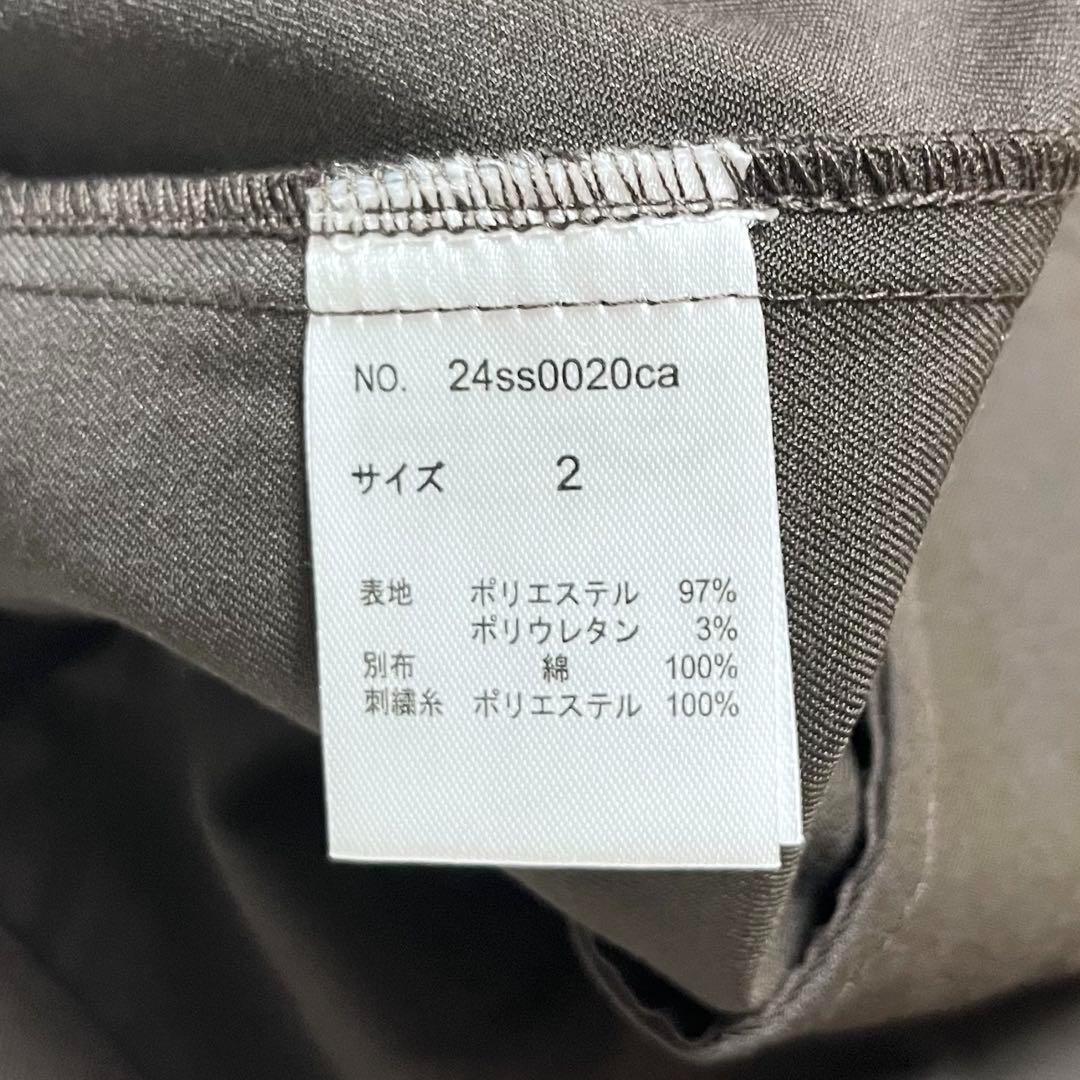 NO. 24ss0020ca
サイズ 2
表地 ポリエステル 97%
ポリウレタン 3%
別布 綿 100%
刺繍糸 ポリエステル 100%